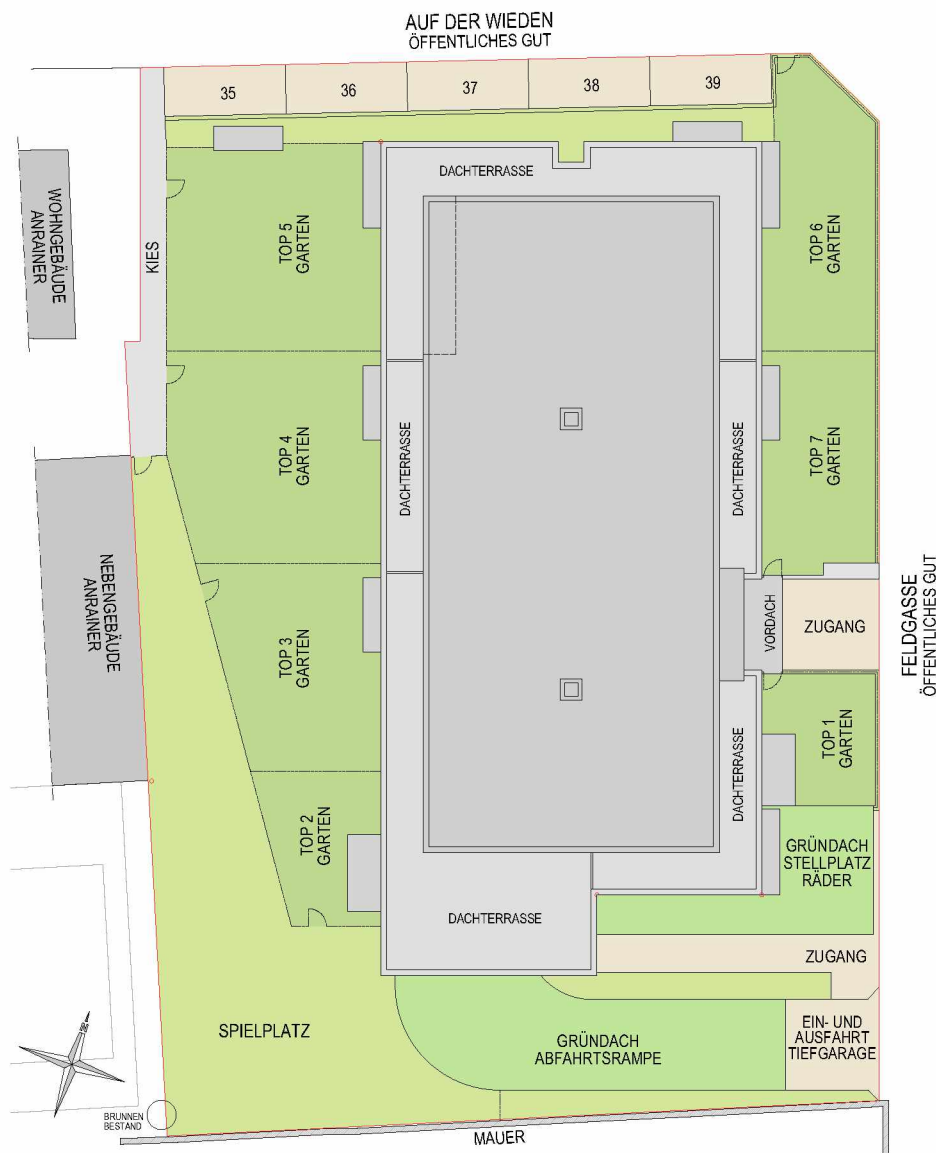 AUF DER WIEDEN
ÖFFENTLICHES GUT
35
36
37
38
39
DACHTERRASSE
WOHNGEBÄUDE
ANRAINER
KIES
TOP 5
GARTEN
TOP 6
GARTEN
TOP 4
GARTEN
DACHTERRASSE
DACHTERRASSE
TOP 7
GARTEN
NEBENGEBÄUDE
ANRAINER
TOP 3
GARTEN
VORDACH
ZUGANG
FELDGASSE
ÖFFENTLICHES GUT
TOP 2
GARTEN
DACHTERRASSE
TOP 1
GARTEN
GRÜNDACH
STELLPLATZ
RÄDER
DACHTERRASSE
ZUGANG
SPIELPLATZ
GRÜNDACH
ABFAHRTSRAMPE
EIN- UND
AUSFAHRT
TIEFGARAGE
N
BRUNNEN
BESTAND
MAUER